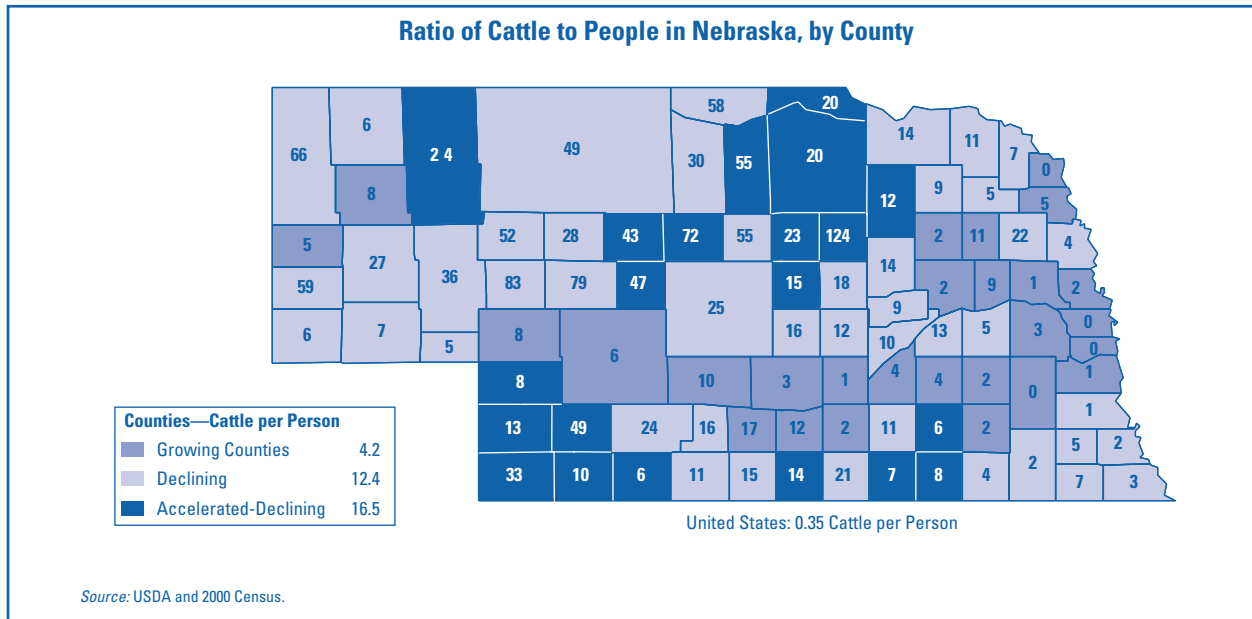 Ratio of Cattle to People in Nebraska, by County
58 20
6 14 11
66 2 4 49 30 55 20 7
0
8 12 9 5
5
52 28 43 72 55 23 124 2 11 22 4
5
27 36 14
59 83 79 47 15 18 2 9 1 2
25 9
6 7 8 16 12 10 13 5 3 0
5 6 0
8 10 3 1 4 4 2 0 1
Counties—Cattle per Person
13 49 24 16 17 12 2 11 6 2 1
Growing Counties 4.2
5 2
Declining 12.4
33 10 6 11 15 14 21 7 8 4 2 7 3
Accelerated-Declining 16.5
United States: 0.35 Cattle per Person
Source: USDA and 2000 Census.